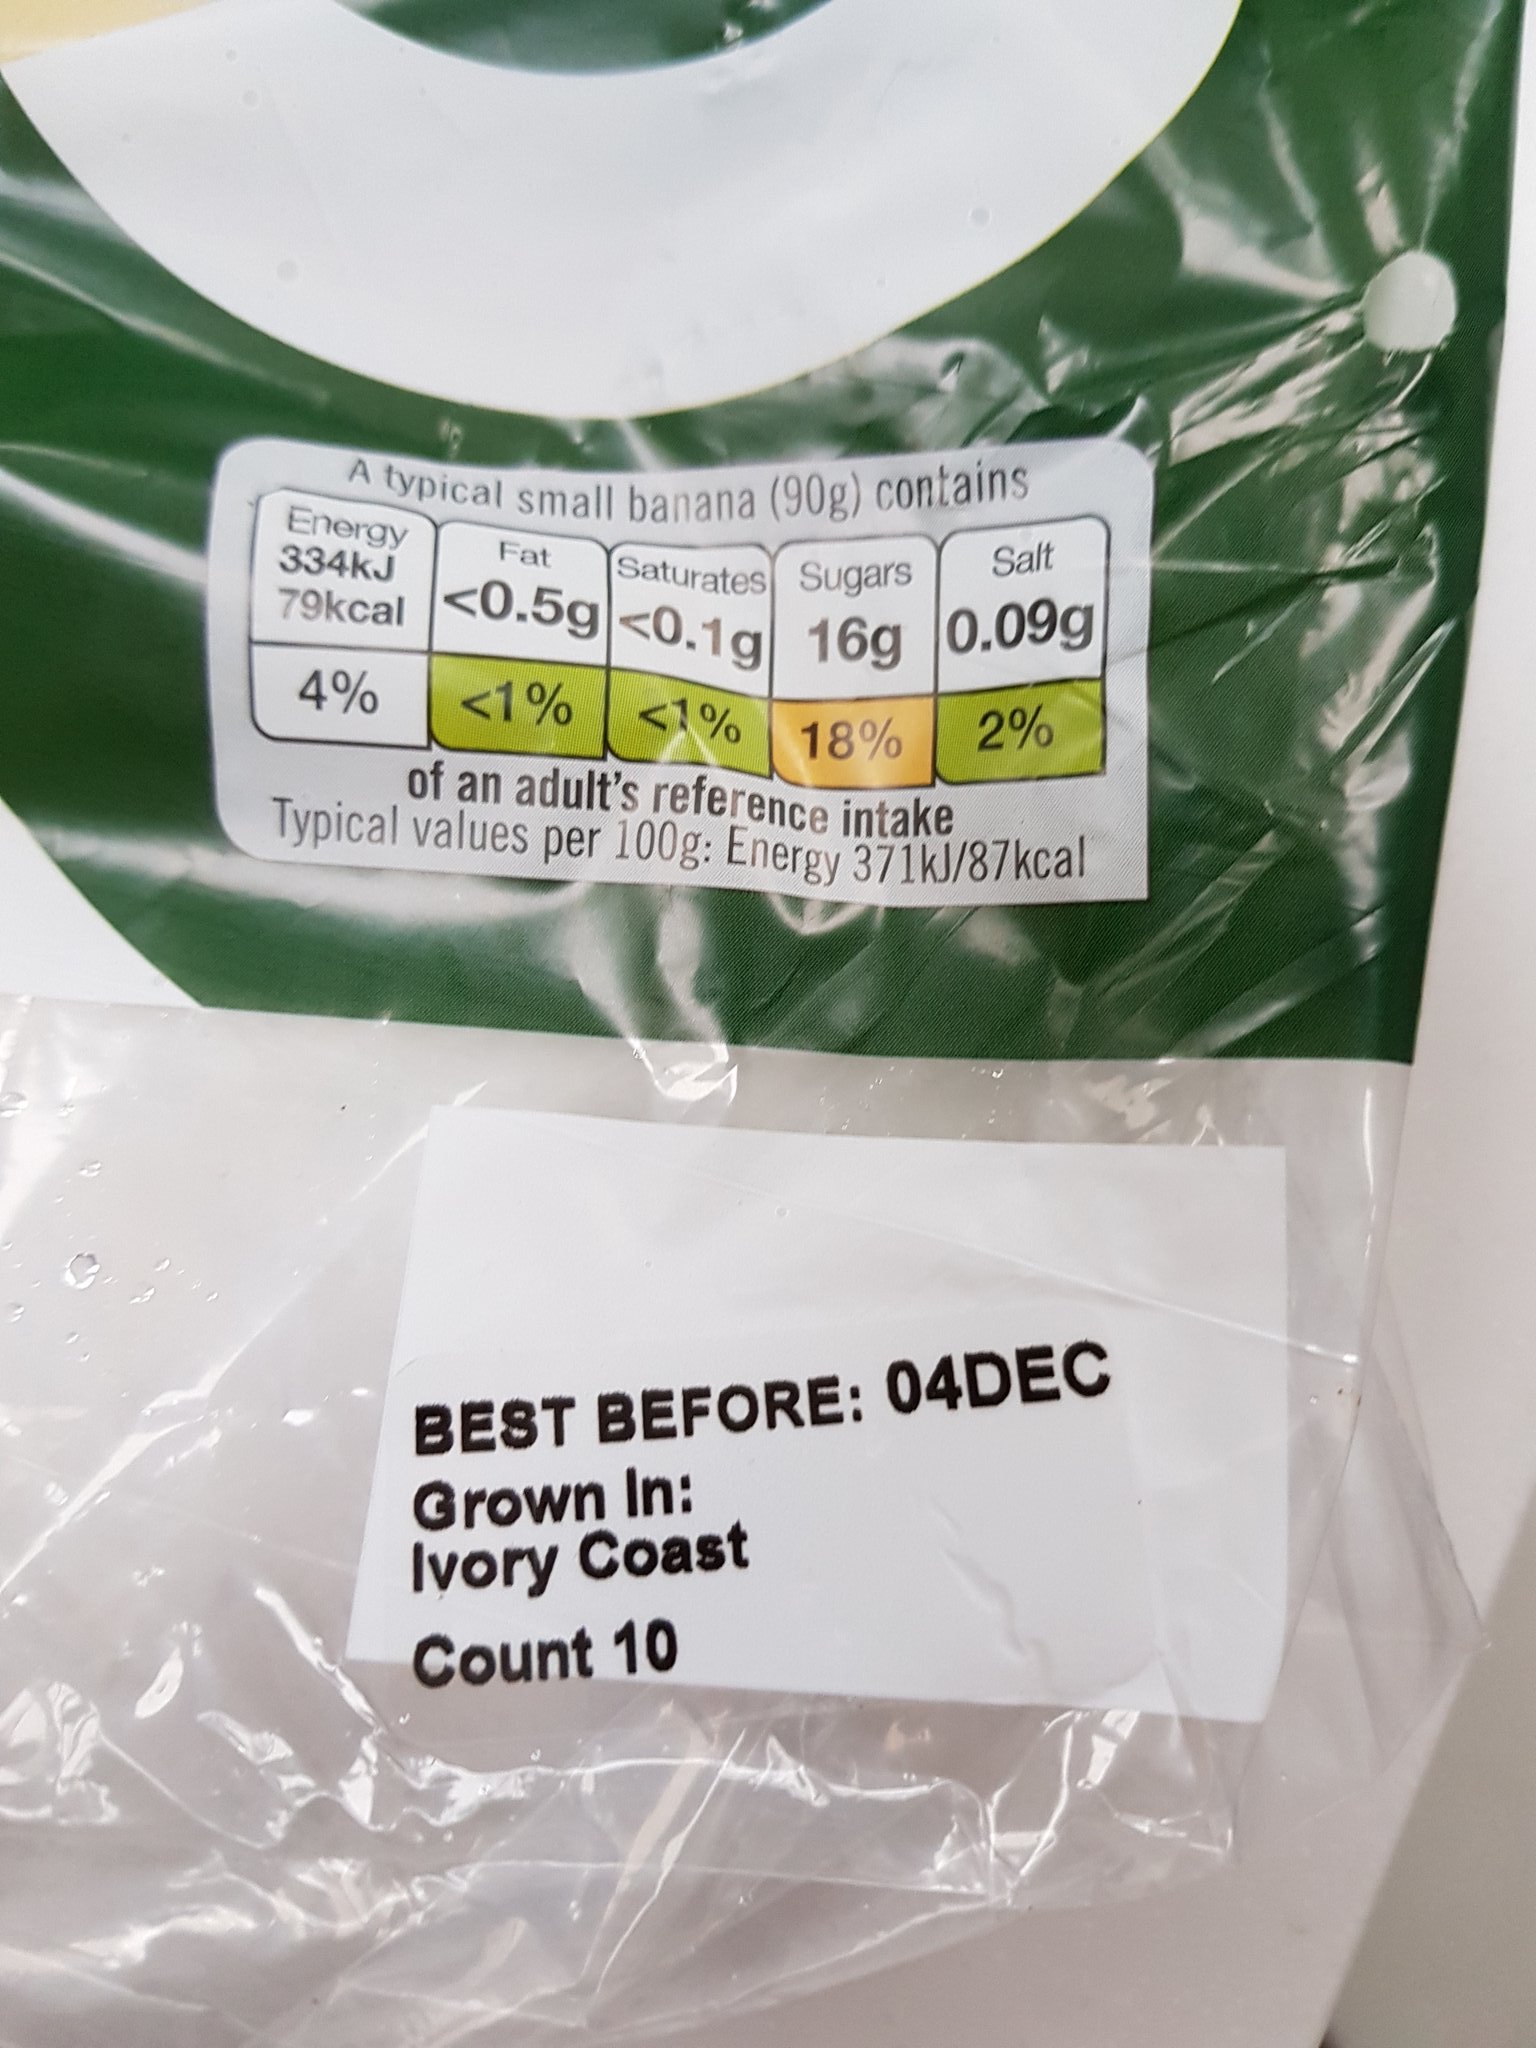 A typical small banana (90g) contains
Energy
334kJ
79kcal
4%
Fat
<0.5g
<1%
Saturates
<0.1g
<1%
Sugars
16g
18%
Salt
0.09g
2%
of an adult's reference intake
Typical values per 100g: Energy 371kJ/87kcal
BEST BEFORE: 04DEC
Grown In:
Ivory Coast
Count 10